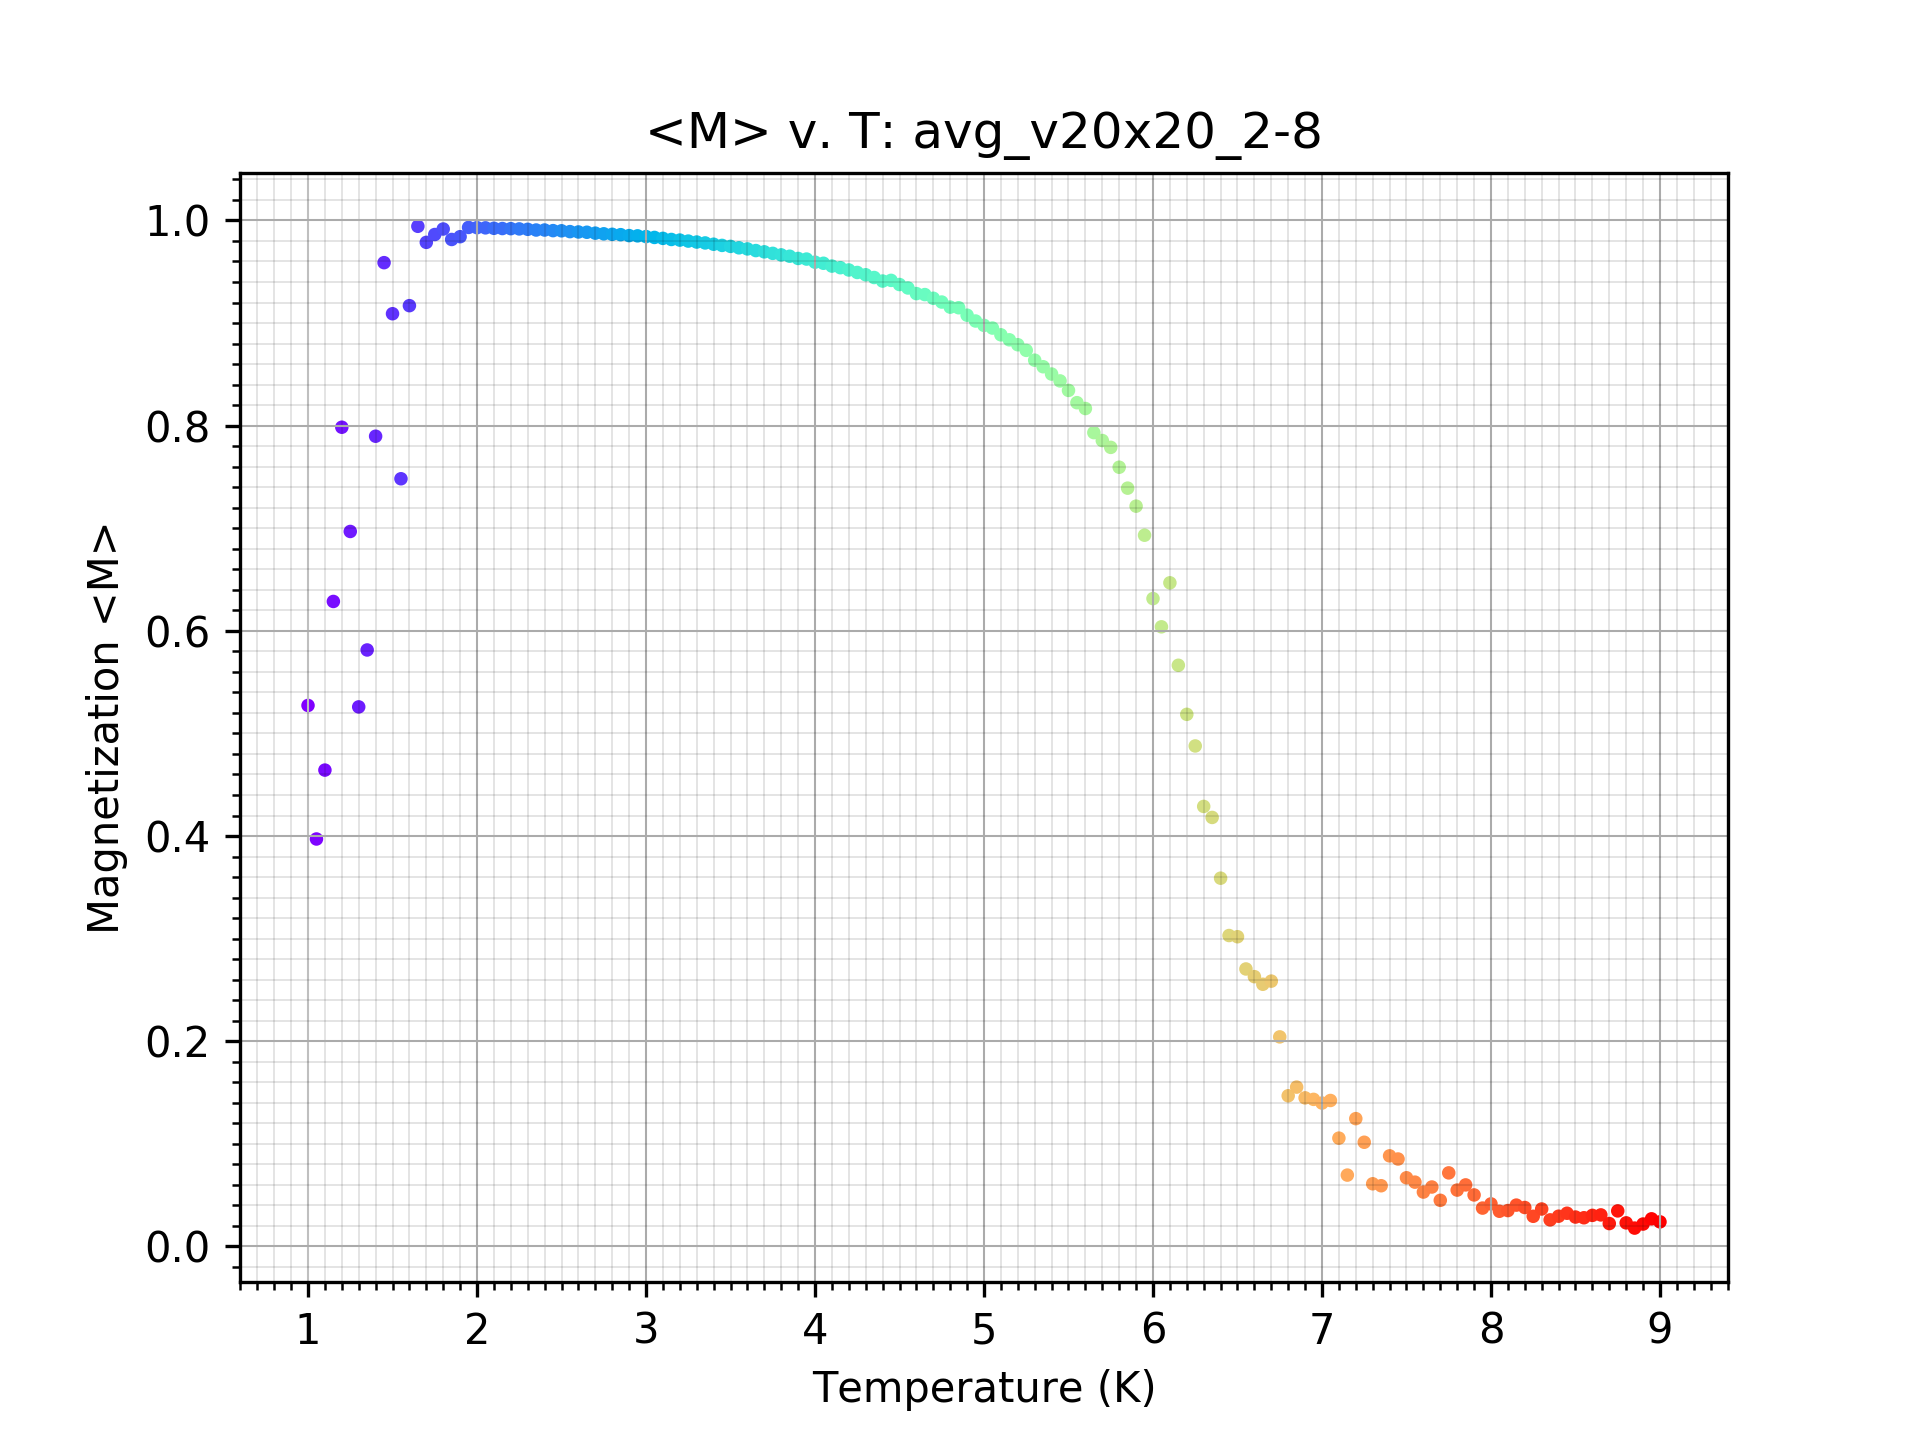 <M> v. T: avg_v20x20_2-8
1.0
0.8
0.6
0.4
0.2
0.0
Magnetization <M>
1 2 3 4 5 6 7 8 9
Temperature (K)